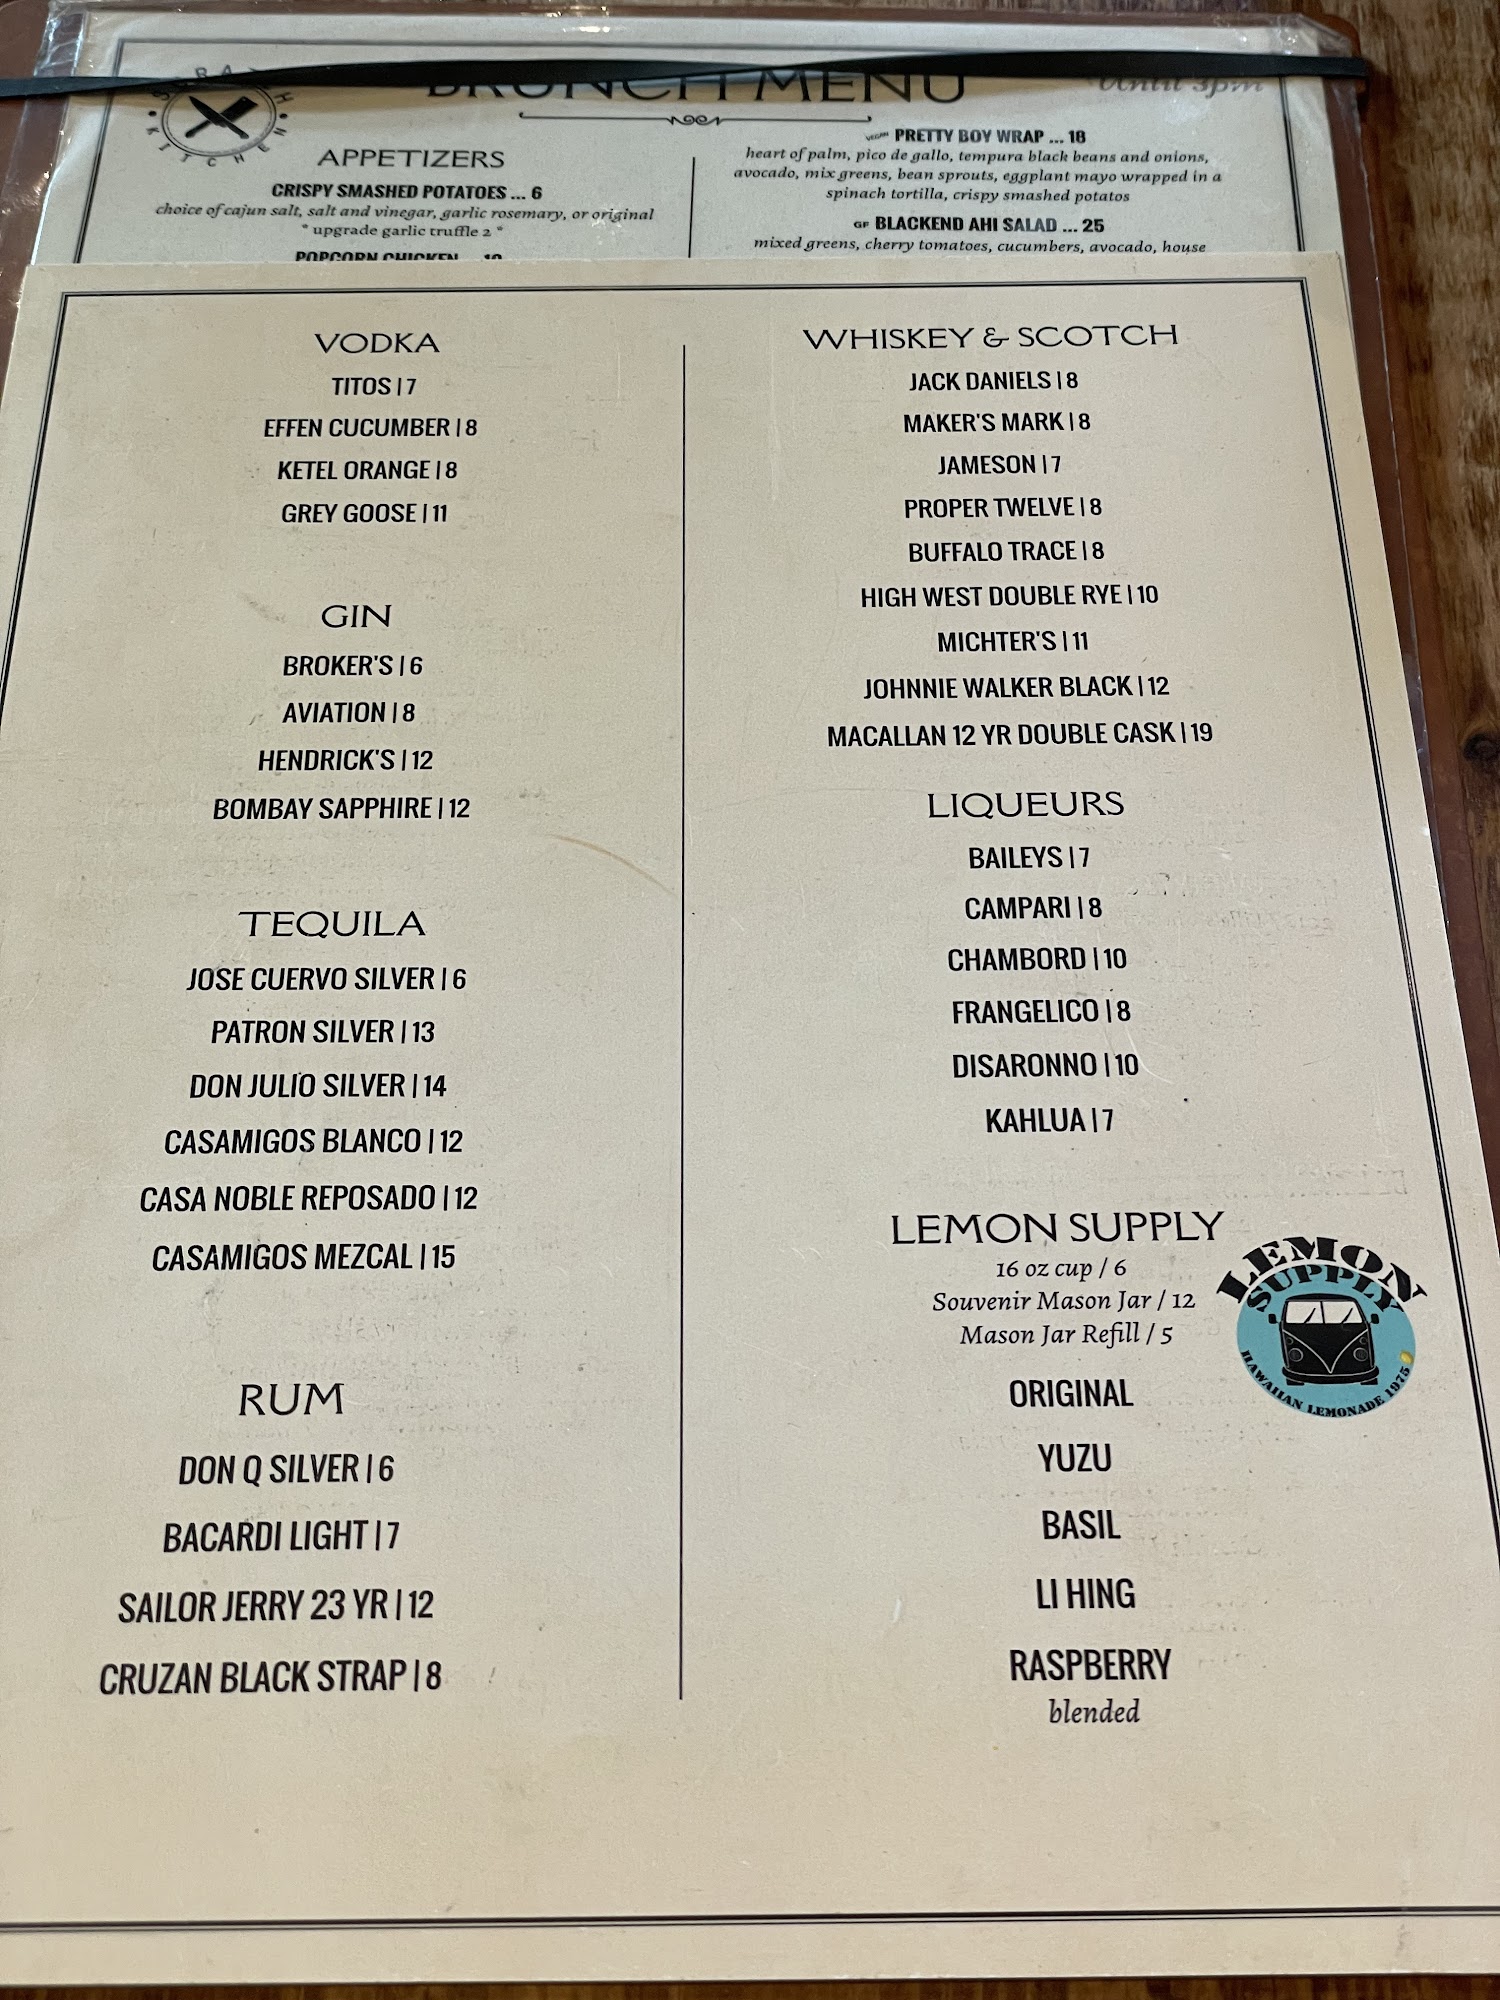 SCRATCH
KITCHEN
BRUNCH MENU
Until 3pm
APPETIZERS
CRISPY SMASHED POTATOES ... 6
choice of cajun salt, salt and vinegar, garlic rosemary, or original
* upgrade garlic truffle 2 *
POPCORN CHICKEN
VEGAN PRETTY BOY WRAP ... 18
heart of palm, pico de gallo, tempura black beans and onions,
avocado, mix greens, bean sprouts, eggplant mayo wrapped in a
spinach tortilla, crispy smashed potatos
GF BLACKEND AHI SALAD ... 25
mixed greens, cherry tomatoes, cucumbers, avocado, house
VODKA
TITOS | 7
EFFEN CUCUMBER | 8
KETEL ORANGE | 8
GREY GOOSE | 11
GIN
BROKER'S | 6
AVIATION | 8
HENDRICK'S | 12
BOMBAY SAPPHIRE | 12
TEQUILA
JOSE CUERVO SILVER | 6
PATRON SILVER | 13
DON JULIO SILVER | 14
CASAMIGOS BLANCO | 12
CASA NOBLE REPOSADO | 12
CASAMIGOS MEZCAL | 15
RUM
DON Q SILVER | 6
BACARDI LIGHT | 7
SAILOR JERRY 23 YR | 12
CRUZAN BLACK STRAP | 8
WHISKEY & SCOTCH
JACK DANIELS | 8
MAKER'S MARK | 8
JAMESON | 7
PROPER TWELVE | 8
BUFFALO TRACE | 8
HIGH WEST DOUBLE RYE | 10
MICHTER'S | 11
JOHNNIE WALKER BLACK | 12
MACALLAN 12 YR DOUBLE CASK | 19
LIQUEURS
BAILEYS | 7
CAMPARI | 8
CHAMBORD | 10
FRANGELICO | 8
DISARONNO | 10
KAHLUA | 7
LEMON SUPPLY
16 oz cup / 6
Souvenir Mason Jar / 12
Mason Jar Refill / 5
LEMON
SUPPLY
HAWAIIAN LEMONADE 1975
ORIGINAL
YUZU
BASIL
LI HING
RASPBERRY
blended